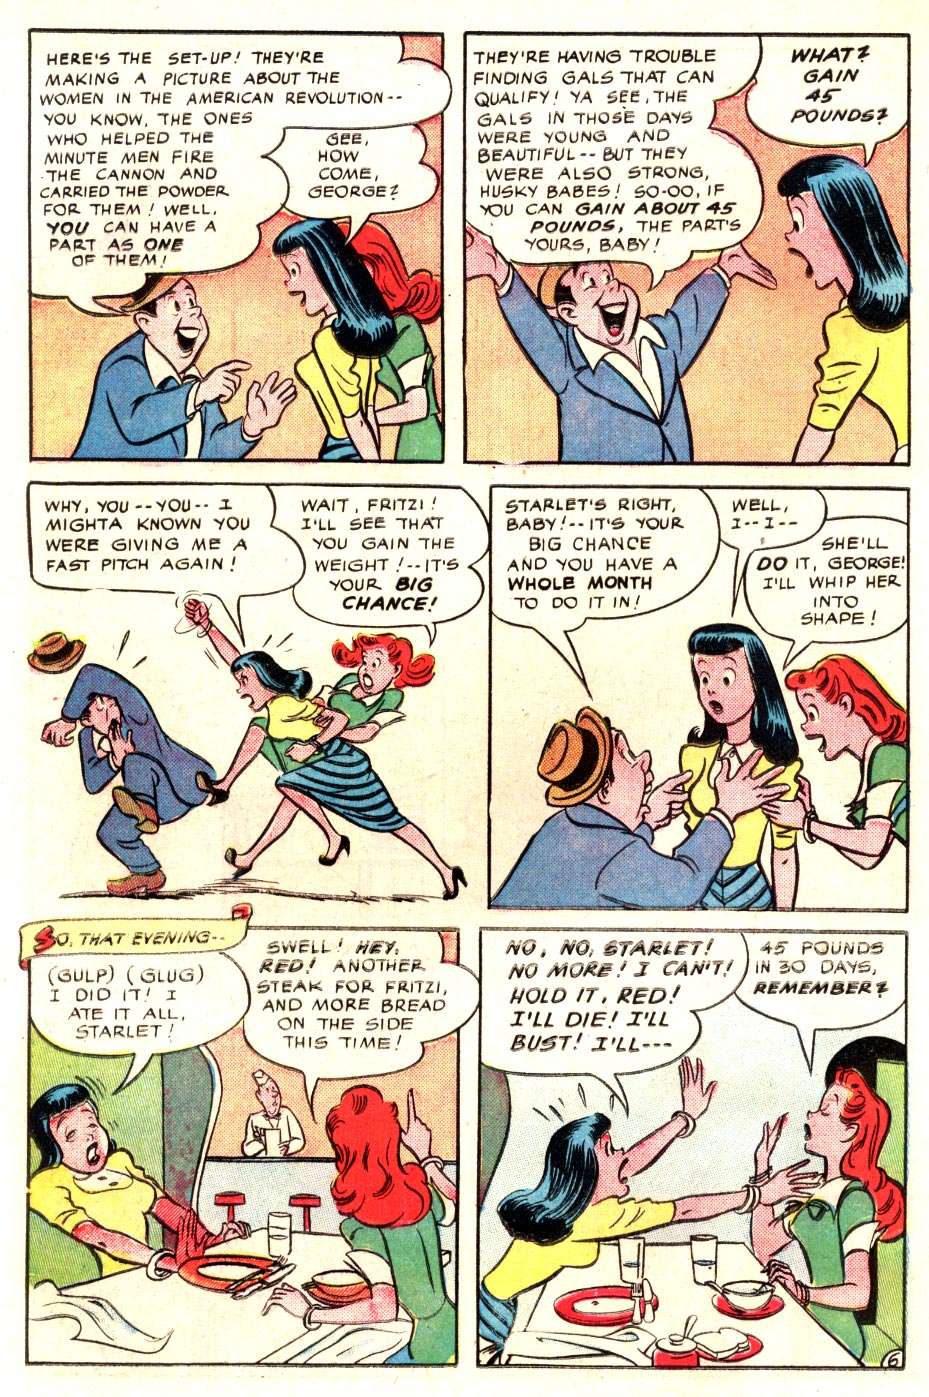 HERE'S THE SET-UP! THEY'RE
MAKING A PICTURE ABOUT THE
WOMEN IN THE AMERICAN REVOLUTION--
YOU KNOW, THE ONES
WHO HELPED THE
MINUTE MEN FIRE
THE CANNON AND
CARRIED THE POWDER
FOR THEM! WELL,
YOU CAN HAVE A
PART AS ONE
OF THEM!
GEE,
HOW
COME,
GEORGE?
THEY'RE HAVING TROUBLE
FINDING GALS THAT CAN
QUALIFY! YA SEE, THE
GALS IN THOSE DAYS
WERE YOUNG AND
BEAUTIFUL-- BUT THEY
WERE ALSO STRONG,
HUSKY BABES! SO-OO, IF
YOU CAN GAIN ABOUT 45
POUNDS, THE PART'S
YOURS, BABY!
WHAT?
GAIN
45
POUNDS?
WHY, YOU--YOU-- I
MIGHTA KNOWN YOU
WERE GIVING ME A
FAST PITCH AGAIN!
WAIT, FRITZI!
I'LL SEE THAT
YOU GAIN THE
WEIGHT!--IT'S
YOUR BIG
CHANCE!
STARLET'S RIGHT,
BABY!--IT'S YOUR
BIG CHANCE
AND YOU HAVE A
WHOLE MONTH
TO DO IT IN!
WELL,
I--I--
SHE'LL
DO IT, GEORGE!
I'LL WHIP HER
INTO
SHAPE!
SO, THAT EVENING--
(GULP) (GLUG)
I DID IT! I
ATE IT ALL,
STARLET!
SWELL! HEY,
RED! ANOTHER
STEAK FOR FRITZI,
AND MORE BREAD
ON THE SIDE
THIS TIME!
NO, NO, STARLET!
NO MORE! I CAN'T!
HOLD IT, RED!
I'LL DIE! I'LL
BUST! I'LL---
45 POUNDS
IN 30 DAYS,
REMEMBER?
6